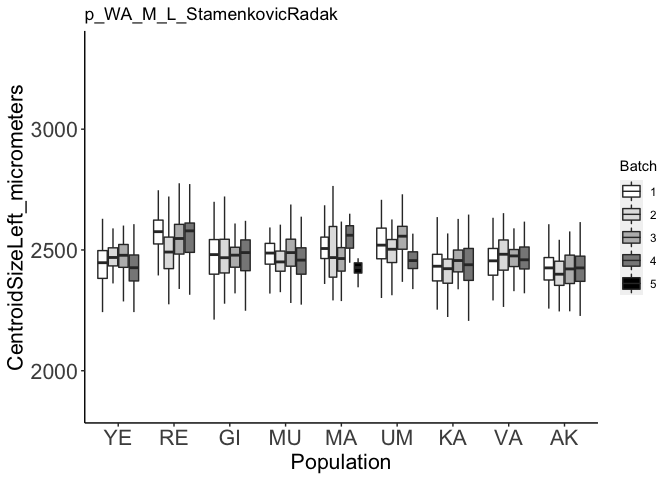 p_WA_M_L_StamenkovicRadak
CentroidSizeLeft_micrometers
3000
2500
2000
YE RE GI MU MA UM KA VA AK
Population
Batch
1
2
3
4
5